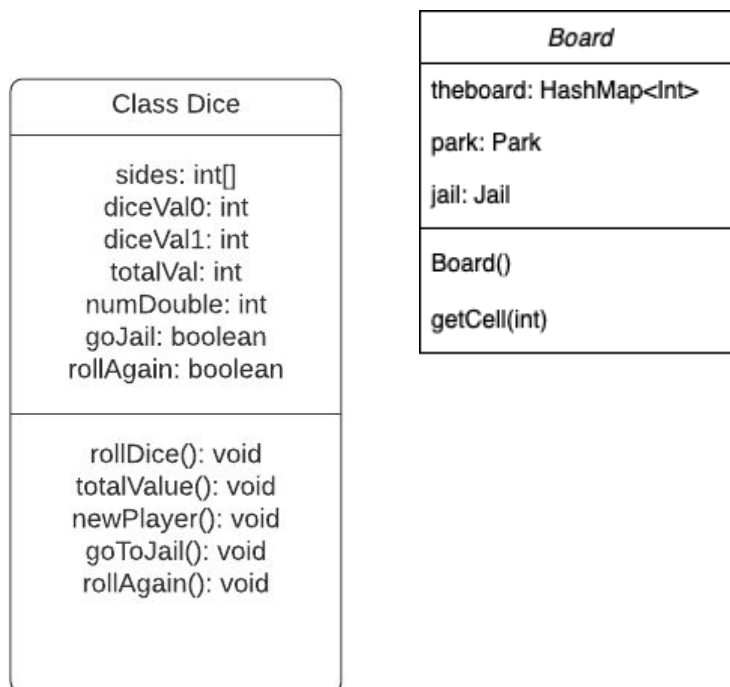 Class Dice
sides: int[]
diceVal0: int
diceVal1: int
totalVal: int
numDouble: int
goJail: boolean
rollAgain: boolean
rollDice(): void
totalValue(): void
newPlayer(): void
goToJail(): void
rollAgain(): void
Board
theboard: HashMap<Int>
park: Park
jail: Jail
Board()
getCell(int)